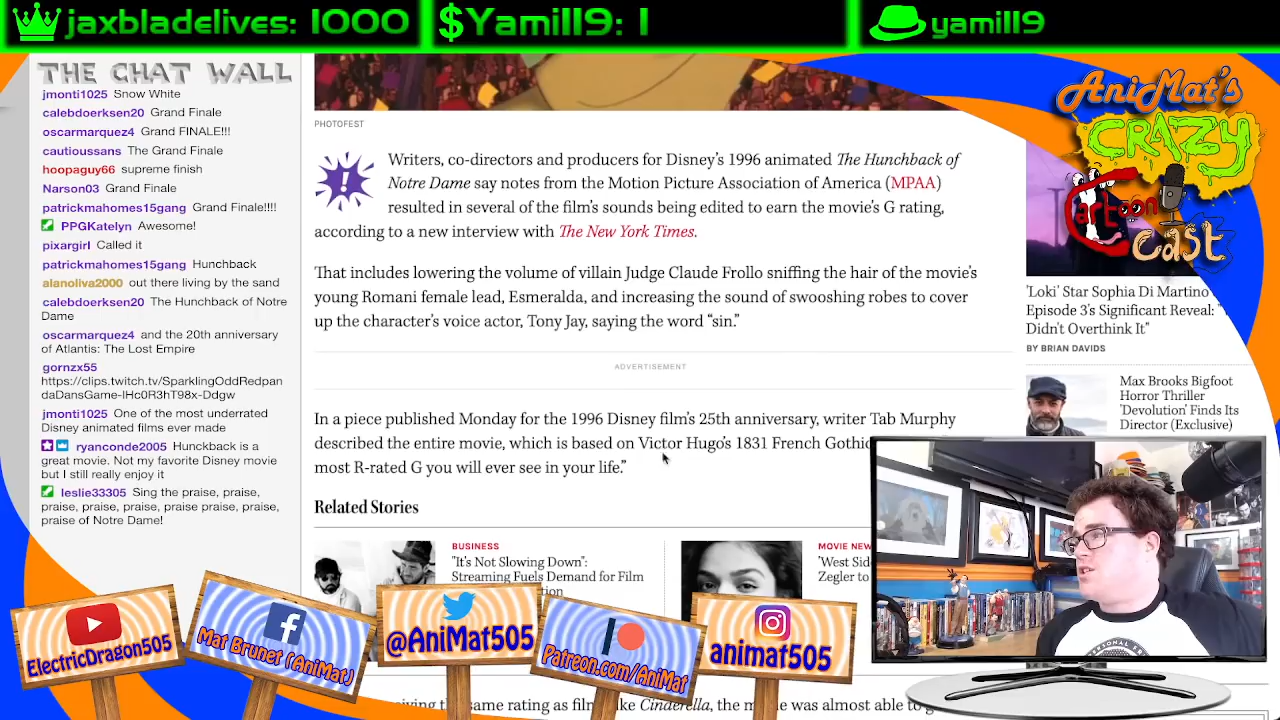 jaxbladelives: 1000
$Yamil19: 1
yamil19
THE CHAT WALL
jmonti1025 Snow White
calebdoerksen20 Grand Finale
oscarmarquez4 Grand FINALE!!!
cautioussans The Grand
Finale
hoopaguy66 supreme finish
Narson03 Grand Finale
patrickmahomes15gang Grand Finale!!!!
PPGKatelyn Awesome!
pixargirl Called it
patrickmahomes15gang Hunchback
alanoliva2000 out there living by the sand
calebdoerksen20 The Hunchback of Notre
Dame
oscarmarquez4 and the 20th anniversary
of Atlantis: The Lost Empire
gornzx55
https://clips.twitch.tv/SparklingOddRedpan
daDansGame-IHc0R3hT98x-Ddgw
jmonti1025 One of the most underrated
Disney animated films ever made
ryanconde2005 Hunckback is a
great movie. Not my favorite Disney movie
but I still really enjoy it
leslie33305 Sing the praise, praise,
praise, praise, praise praise, praise,
praise of Notre Dame!
PHOTOFEST
Writers, co-directors and producers for Disney's 1996 animated The Hunchback of
Notre Dame say notes from the Motion Picture Association of America (MPAA)
resulted in several of the film's sounds being edited to earn the movie's G rating,
according to a new interview with The New York Times.
That includes lowering the volume of villain Judge Claude Frollo sniffing the hair of the movie's
young Romani female lead, Esmeralda, and increasing the sound of swooshing robes to cover
up the character's voice actor, Tony Jay, saying the word “sin.”
ADVERTISEMENT
In a piece published Monday for the 1996 Disney film's 25th anniversary, writer Tab Murphy
described the entire movie, which is based on Victor Hugo's 1831 French Gothic
most R-rated G you will ever see in your life.”
Related Stories
BUSINESS
"It's Not Slowing Down":
Streaming Fuels Demand for Film
MOVIE NEW
'West Sid
Zegler to
same rating as Cinderella, the was almost able to
AniMat's
CRAZY
Cartoon
Cast
'Loki' Star Sophia Di Martino
Episode 3's Significant Reveal:
Didn't Overthink It"
BY BRIAN DAVIDS
Max Brooks Bigfoot
Horror Thriller
'Devolution' Finds Its
Director (Exclusive)
ElectricDragon505
Mat Brunet (AniMat)
@AniMat505
Patreon.com/AniMat
animat505